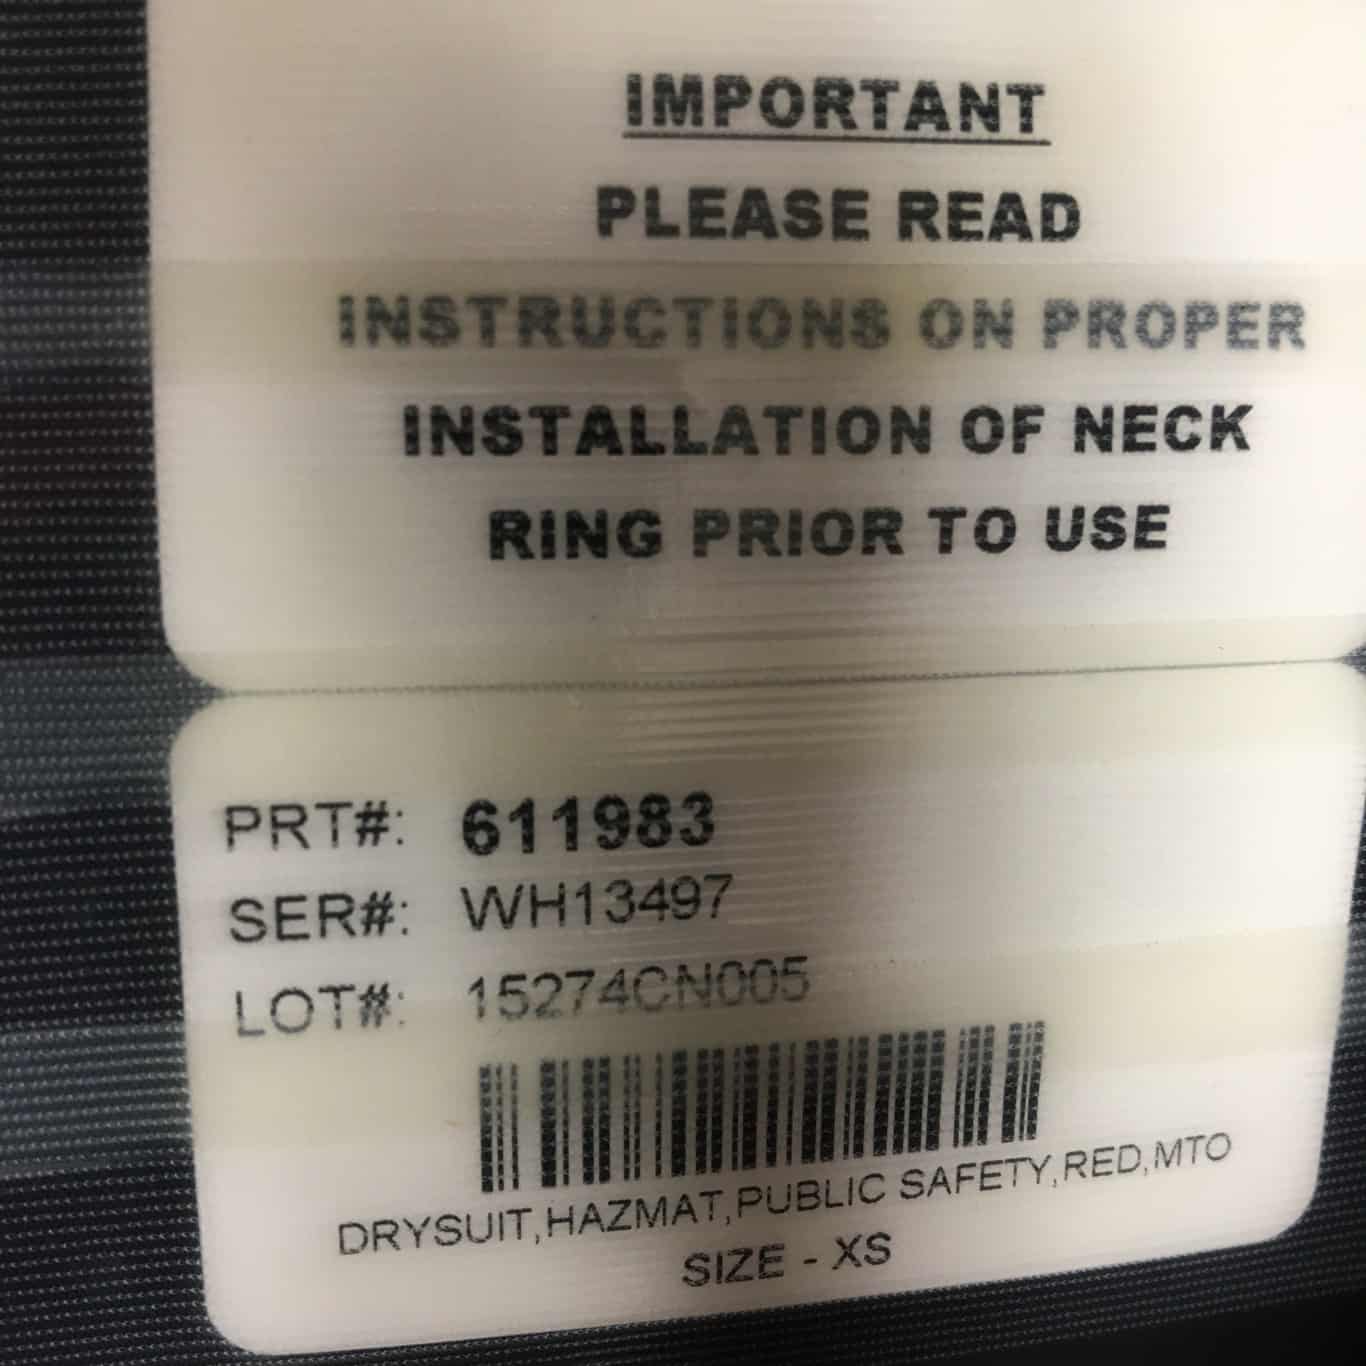 IMPORTANT
PLEASE READ
INSTRUCTIONS ON PROPER
INSTALLATION OF NECK
RING PRIOR TO USE
PRT#: 611983
SER#: WH13497
LOT#: 15274CN005
DRYSUIT,HAZMAT,PUBLIC SAFETY,RED,MTO
SIZE - XS